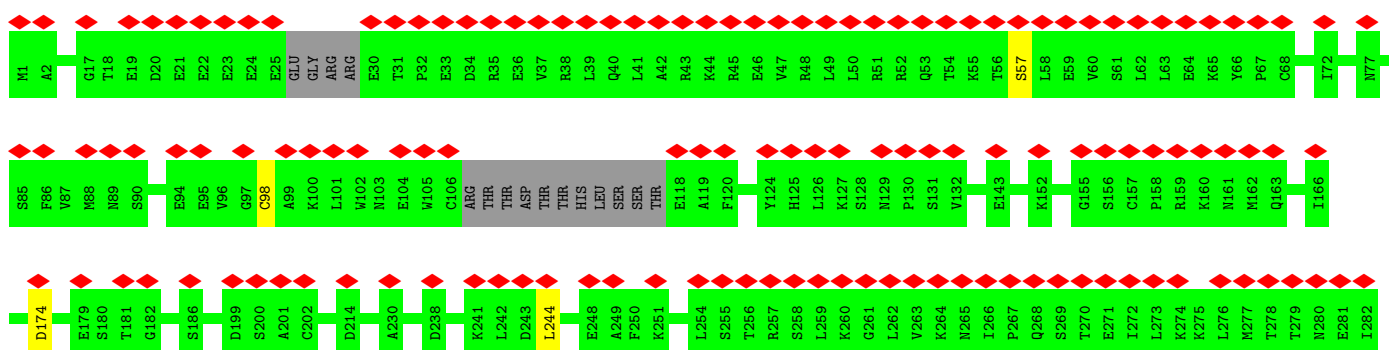 M1 A2 G17 T18 E19 D20 E21 E22 E23 E24 E25 GLU GLY ARG ARG E30 T31 P32 E33 D34 R35 E36 V37 R38 L39 Q40 L41 A42 R43 K44 R45 E46 V47 R48 L49 L50 R51 R52 Q53 T54 K55 T56 S57 L58 E59 V60 S61 L62 L63 E64 K65 Y66 P67 C68 I72 N77
S85 F86 V87 M88 N89 S90 E94 E95 V96 G97 C98 A99 K100 L101 W102 N103 E104 W105 C106 ARG THR THR ASP THR THR HIS LEU SER SER THR E118 A119 F120 Y124 H125 L126 K127 S128 N129 P130 S131 V132 E143 K152 G155 S156 C157 P158 R159 K160 N161 M162 Q163 I166
D174 E179 S180 T181 G182 S186 D199 S200 A201 C202 D214 A230 D238 K241 L242 D243 L244 E248 A249 F250 K251 L254 S255 T256 R257 S258 L259 K260 G261 L262 V263 K264 N265 I266 P267 Q268 S269 T270 E271 I272 L273 K274 K275 L276 M277 T278 T279 N280 E281 I282